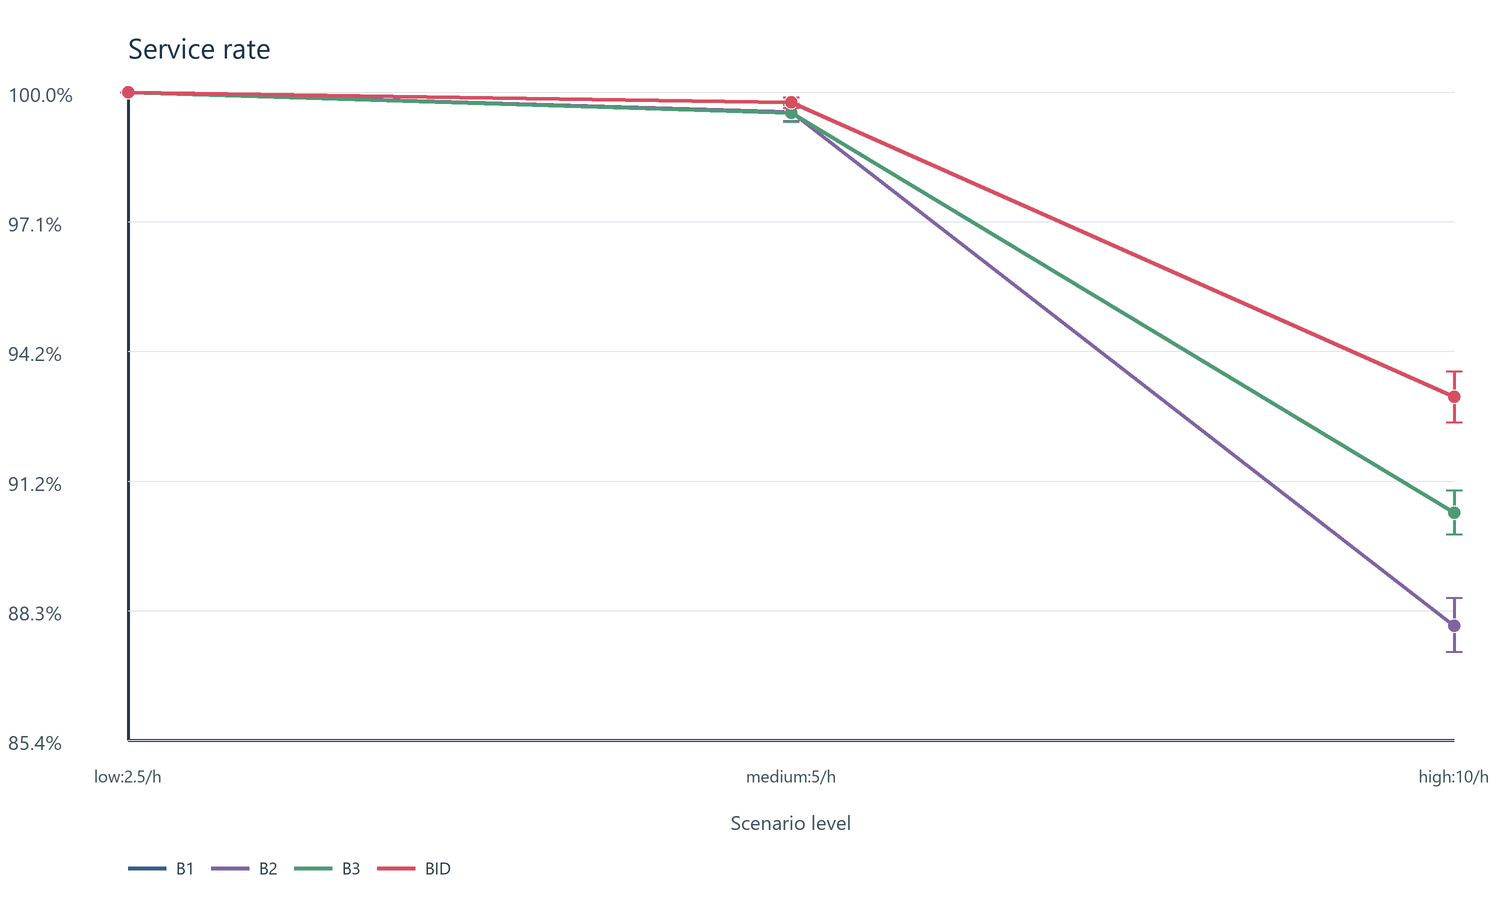 Service rate
100.0%
97.1%
94.2%
91.2%
88.3%
85.4%
low:2.5/h medium:5/h high:10/h
Scenario level
B1 B2 B3 BID